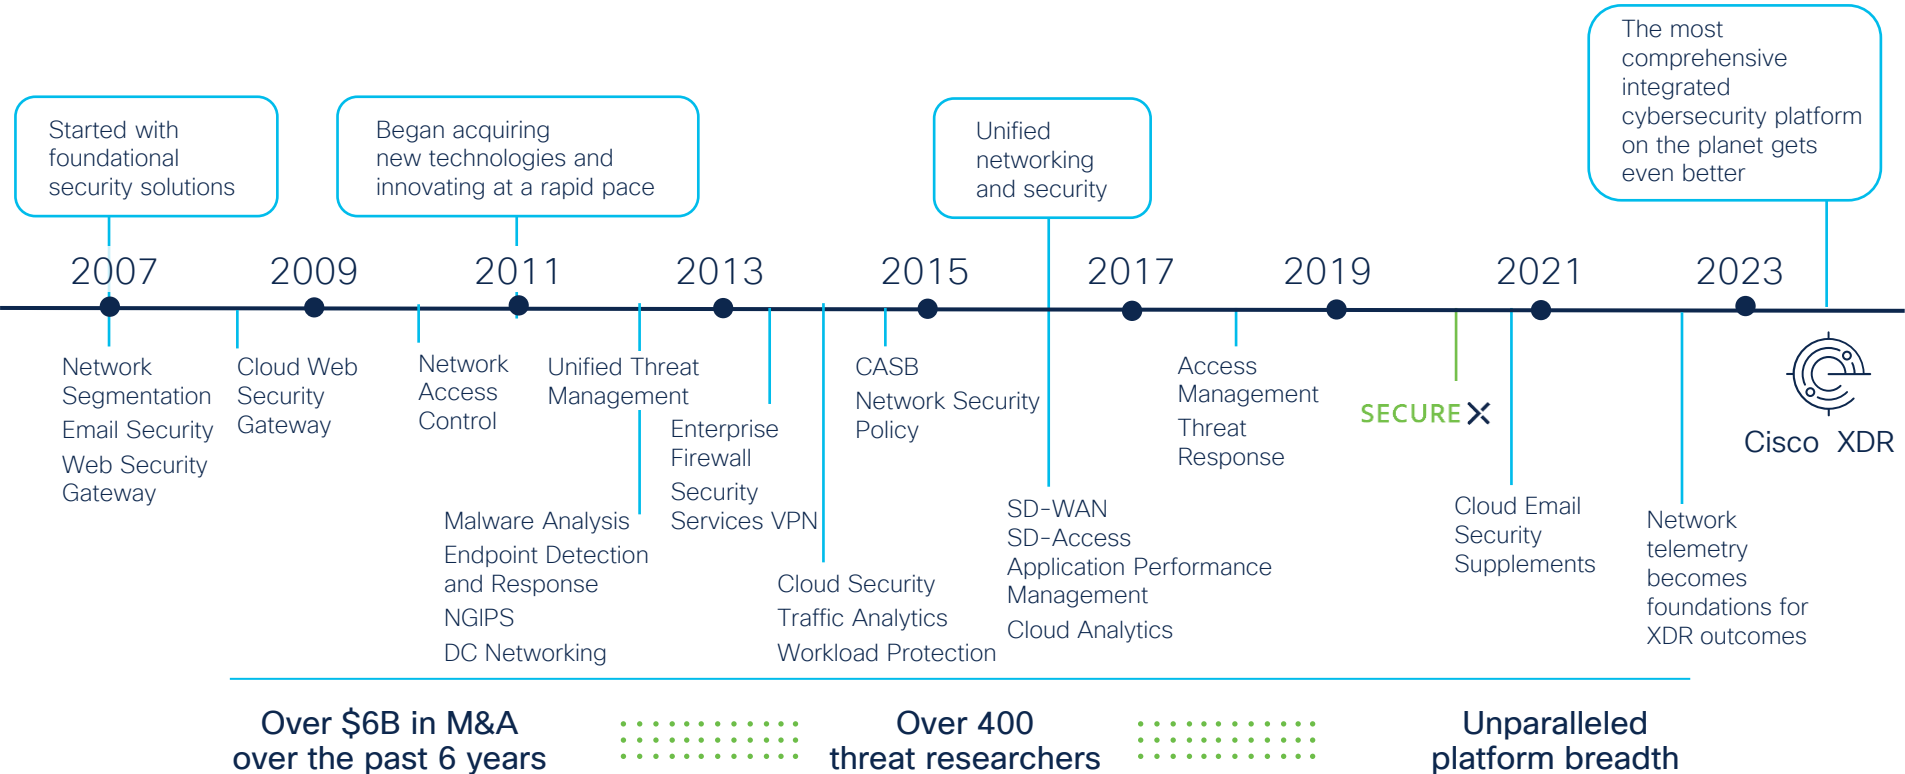 The most
comprehensive
integrated
cybersecurity platform
on the planet gets
even better
Started with
foundational
security solutions
Began acquiring
new technologies and
innovating at a rapid pace
Unified
networking
and security
2007
2009
2011
2013
2015
2017
2019
2021
2023
Network
Segmentation
Email Security
Web Security
Gateway
Cloud Web
Security
Gateway
Network
Access
Control
Unified Threat
Management
Malware Analysis
Endpoint Detection
and Response
NGIPS
DC Networking
Enterprise
Firewall
Security
Services VPN
Cloud Security
Traffic Analytics
Workload Protection
CASB
Network Security
Policy
SD-WAN
SD-Access
Application Performance
Management
Cloud Analytics
Access
Management
Threat
Response
SECUREX
Cloud Email
Security
Supplements
Network
telemetry
becomes
foundations for
XDR outcomes
Cisco XDR
Over $6B in M&A
over the past 6 years
Over 400
threat researchers
Unparalleled
platform breadth